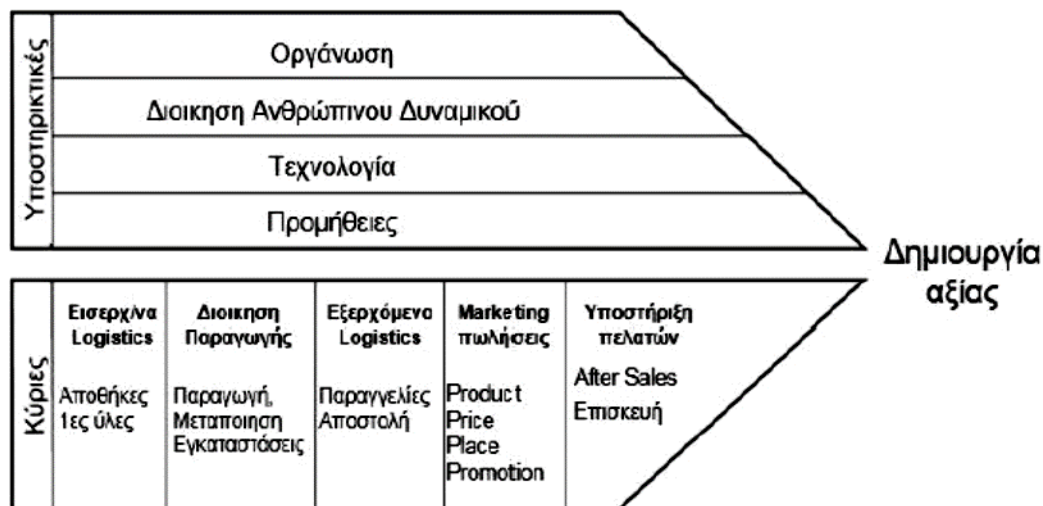 Υποστηρικτικές
Οργάνωση
Διοικηση Ανθρώπινου Δυναμικού
Τεχνολογία
Προμήθειες
Δημιουργία
αξίας
Κύριες
Εισερχ/να
Logistics
Αποθήκες
1ες ύλες
Διοικηση
Παραγωγής
Παραγωγή,
Μεταποιηση
Εγκαταστάσεις
Εξερχόμενα
Logistics
Παραγγελίες
Αποστολή
Marketing
πωλήσεις
Product
Price
Place
Promotion
Υποστήριξη
πελατών
After Sales
Επισκευή